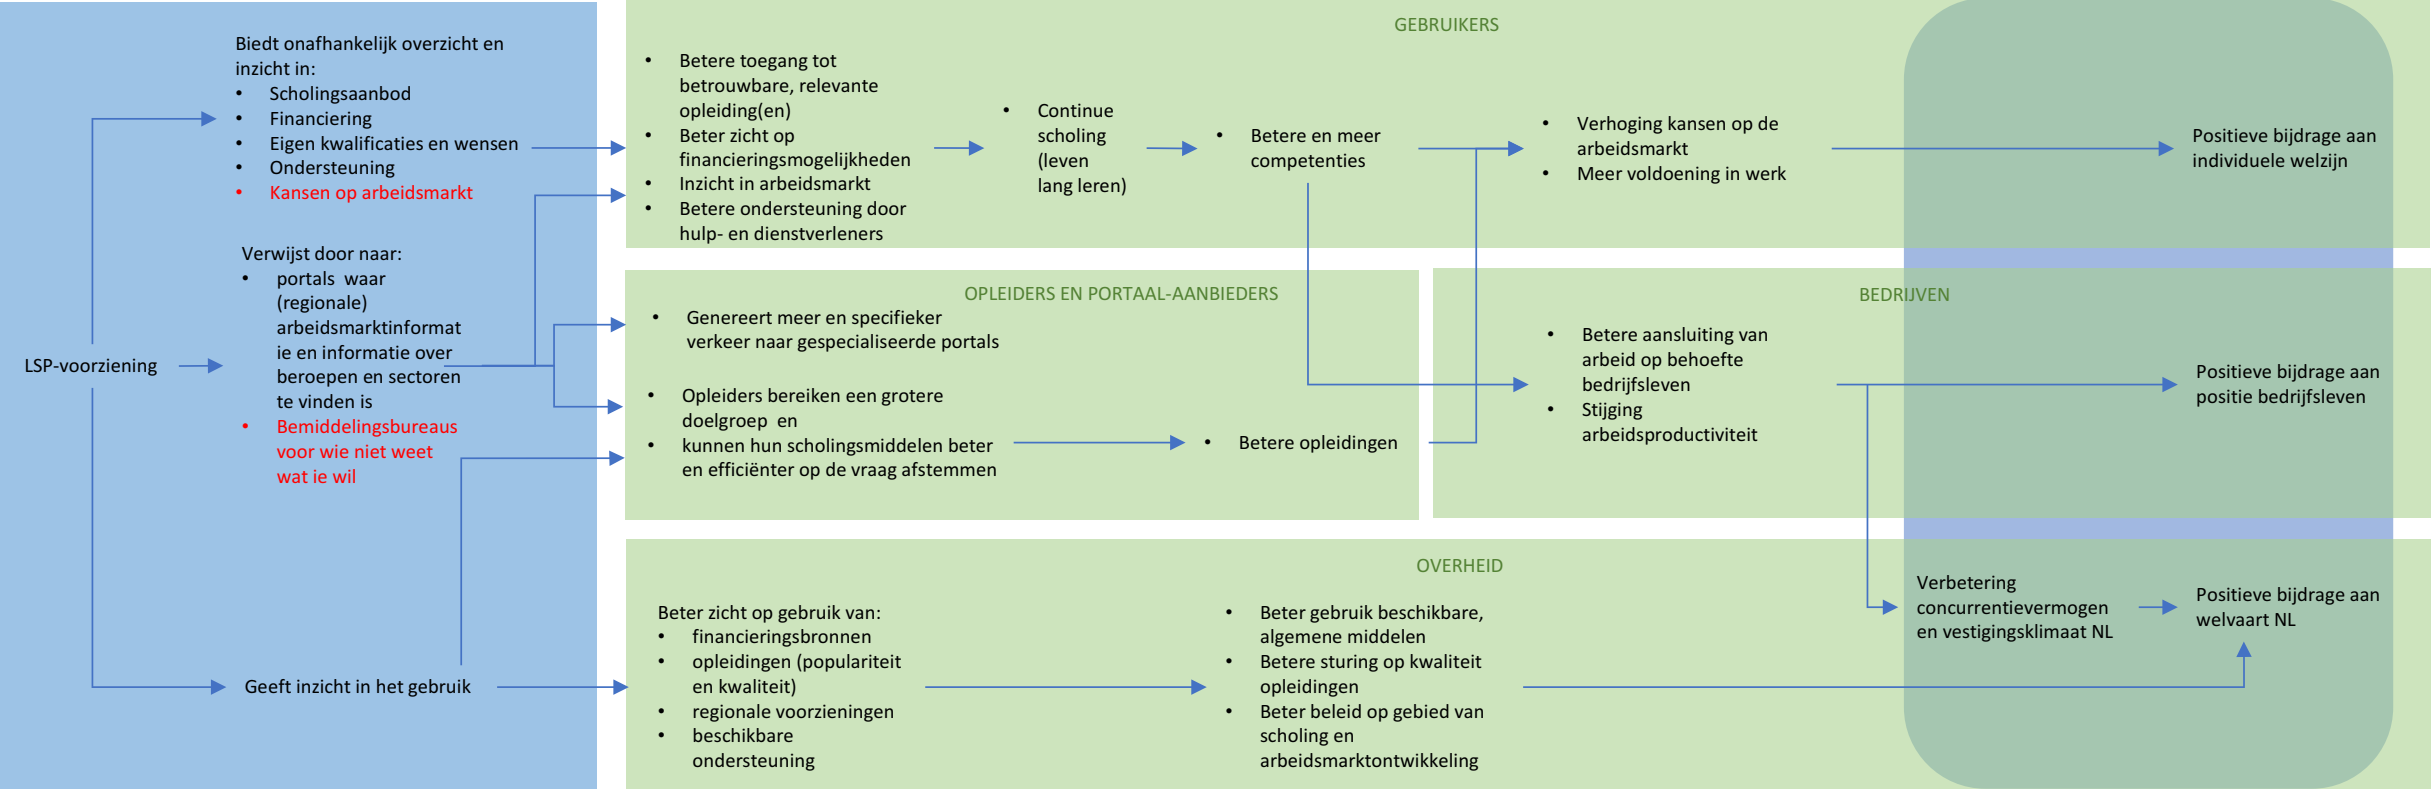 LSP-voorziening
Biedt onafhankelijk overzicht en
inzicht in:
• Scholingsaanbod
• Financiering
• Eigen kwalificaties en wensen
• Ondersteuning
• Kansen op arbeidsmarkt
Verwijst door naar:
• portals waar
(regionale)
arbeidsmarktinformat
ie en informatie over
beroepen en sectoren
te vinden is
• Bemiddelingsbureaus
voor wie niet weet
wat ie wil
Geeft inzicht in het gebruik
GEBRUIKERS
• Betere toegang tot
betrouwbare, relevante
opleiding(en)
• Beter zicht op
financieringsmogelijkheden
• Inzicht in arbeidsmarkt
• Betere ondersteuning door
hulp- en dienstverleners
• Continue
scholing
(leven
lang leren)
• Betere en meer
competenties
• Verhoging kansen op de
arbeidsmarkt
• Meer voldoening in werk
Positieve bijdrage aan
individuele welzijn
OPLEIDERS EN PORTAAL-AANBIEDERS
• Genereert meer en specifieker
verkeer naar gespecialiseerde portals
• Opleiders bereiken een grotere
doelgroep en
• kunnen hun scholingsmiddelen beter
en efficiënter op de vraag afstemmen
• Betere opleidingen
BEDRIJVEN
• Betere aansluiting van
arbeid op behoefte
bedrijfsleven
• Stijging
arbeidsproductiviteit
Positieve bijdrage aan
positie bedrijfsleven
OVERHEID
Beter zicht op gebruik van:
• financieringsbronnen
• opleidingen (populariteit
en kwaliteit)
• regionale voorzieningen
• beschikbare
ondersteuning
• Beter gebruik beschikbare,
algemene middelen
• Betere sturing op kwaliteit
opleidingen
• Beter beleid op gebied van
scholing en
arbeidsmarktontwikkeling
Verbetering
concurrentievermogen
en vestigingsklimaat NL
Positieve bijdrage aan
welvaart NL